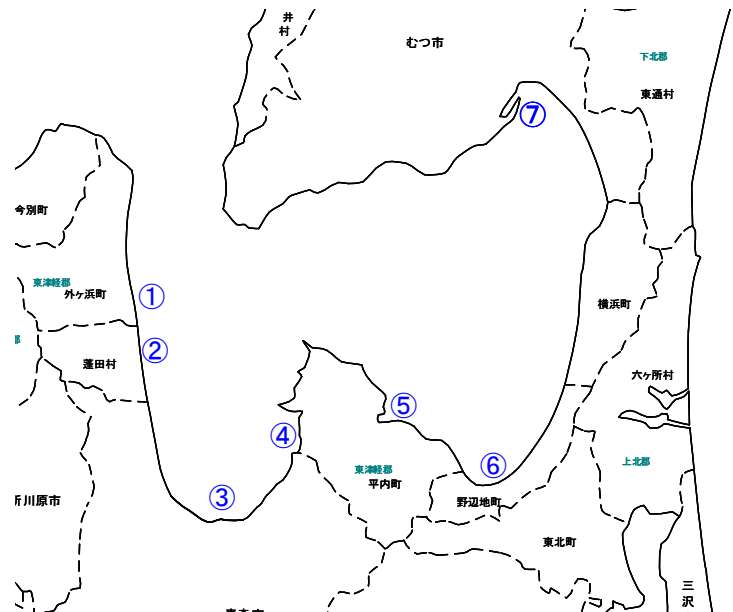 井
村
むつ市
下北郡
東通村
⑦
今別町
東津軽郡
外ヶ浜町
①
横浜町
②
蓬田村
六ヶ所村
⑤
④
⑥
東津軽郡
平内町
上北郡
③
野辺地町
川原市
東北町
三
沢